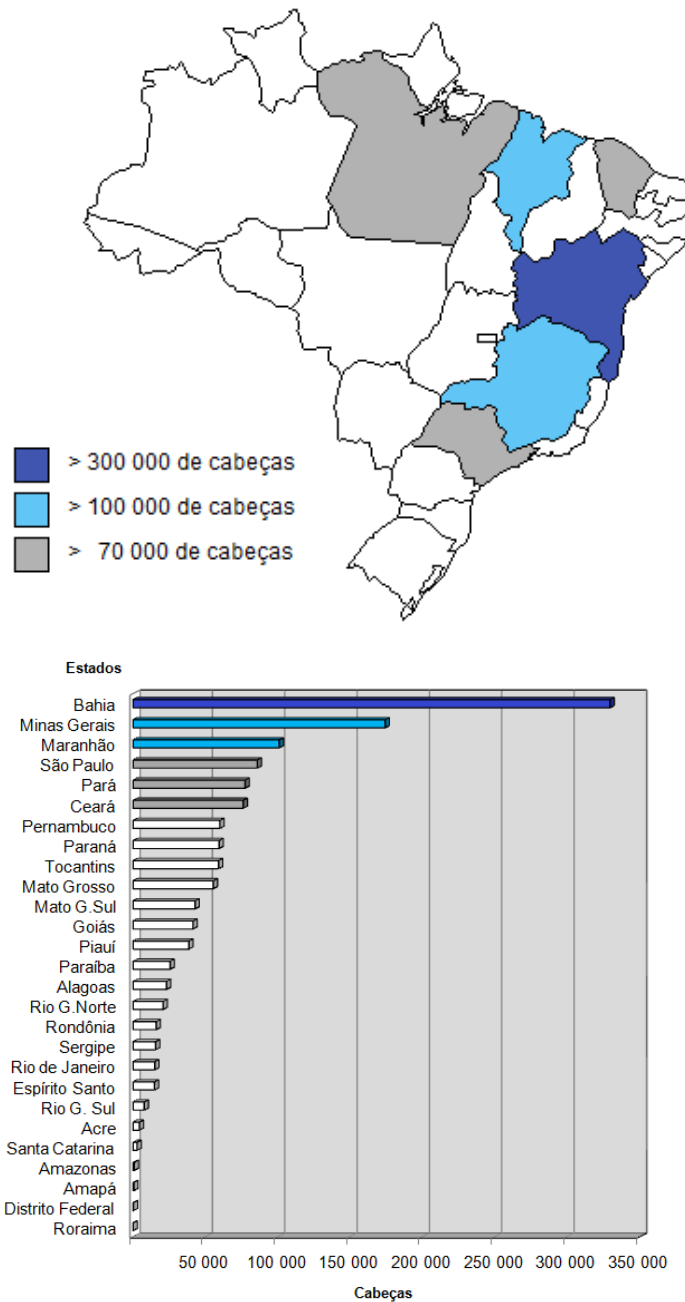 > 300 000 de cabeças
> 100 000 de cabeças
> 70 000 de cabeças
Estados
Bahia
Minas Gerais
Maranhão
São Paulo
Pará
Ceará
Pernambuco
Paraná
Tocantins
Mato Grosso
Mato G.Sul
Goiás
Piauí
Paraíba
Alagoas
Rio G.Norte
Rondônia
Sergipe
Rio de Janeiro
Espírito Santo
Rio G. Sul
Acre
Santa Catarina
Amazonas
Amapá
Distrito Federal
Roraima
50 000 100 000 150 000 200 000 250 000 300 000 350 000
Cabeças